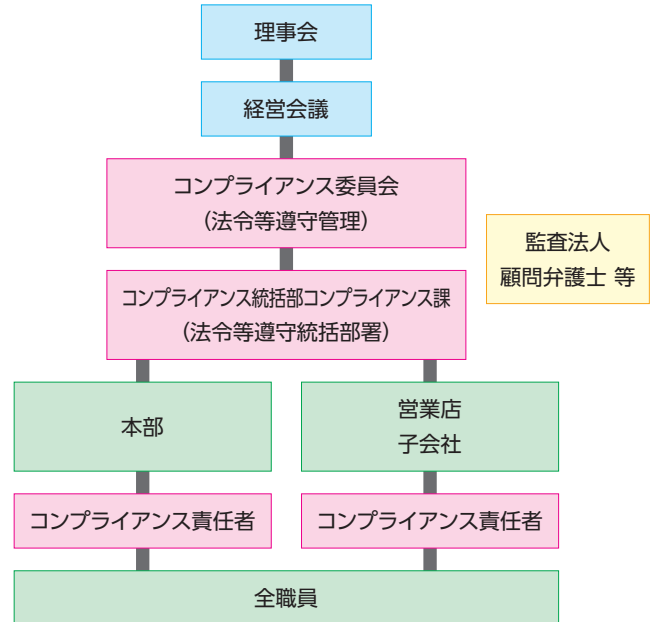 理事会
経営会議
コンプライアンス委員会
（法令等遵守管理）
監査法人
顧問弁護士 等
コンプライアンス統括部コンプライアンス課
（法令等遵守統括部署）
本部
営業店
子会社
コンプライアンス責任者
コンプライアンス責任者
全職員